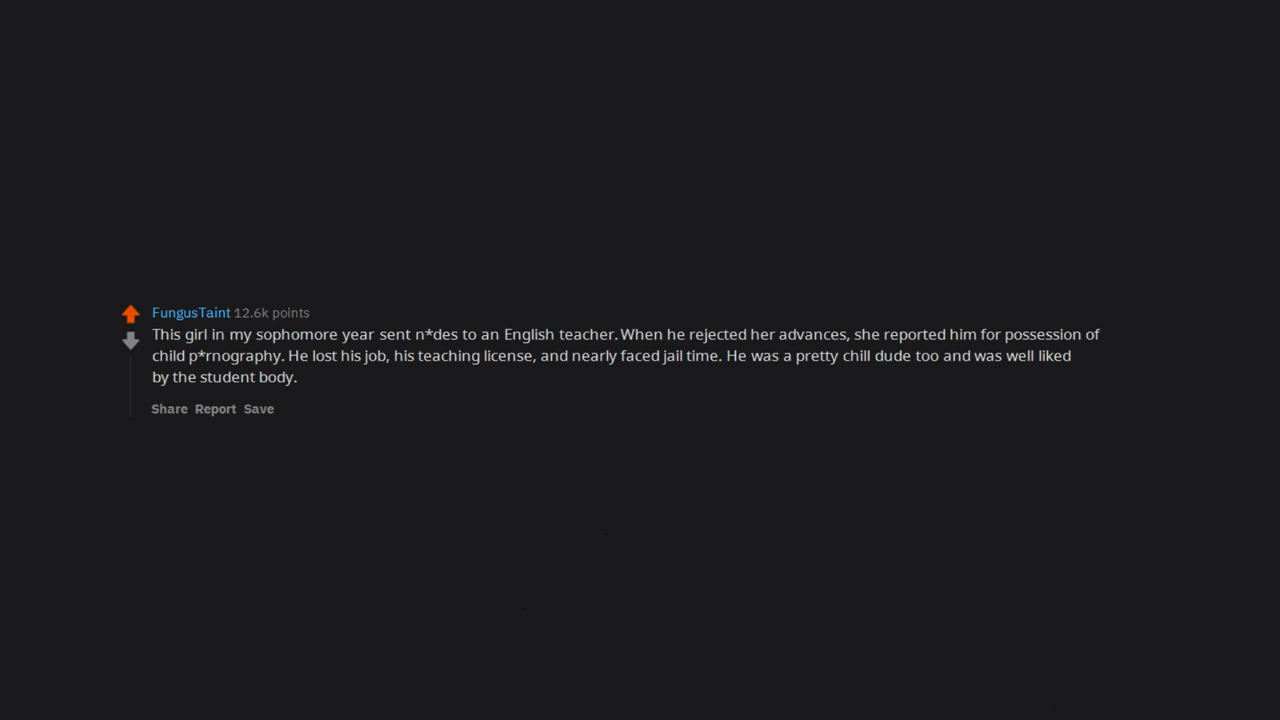 FungusTaint 12.6k points
This girl in my sophomore year sent n*des to an English teacher. When he rejected her advances, she reported him for possession of
child p*rnography. He lost his job, his teaching license, and nearly faced jail time. He was a pretty chill dude too and was well liked
by the student body.
Share Report Save